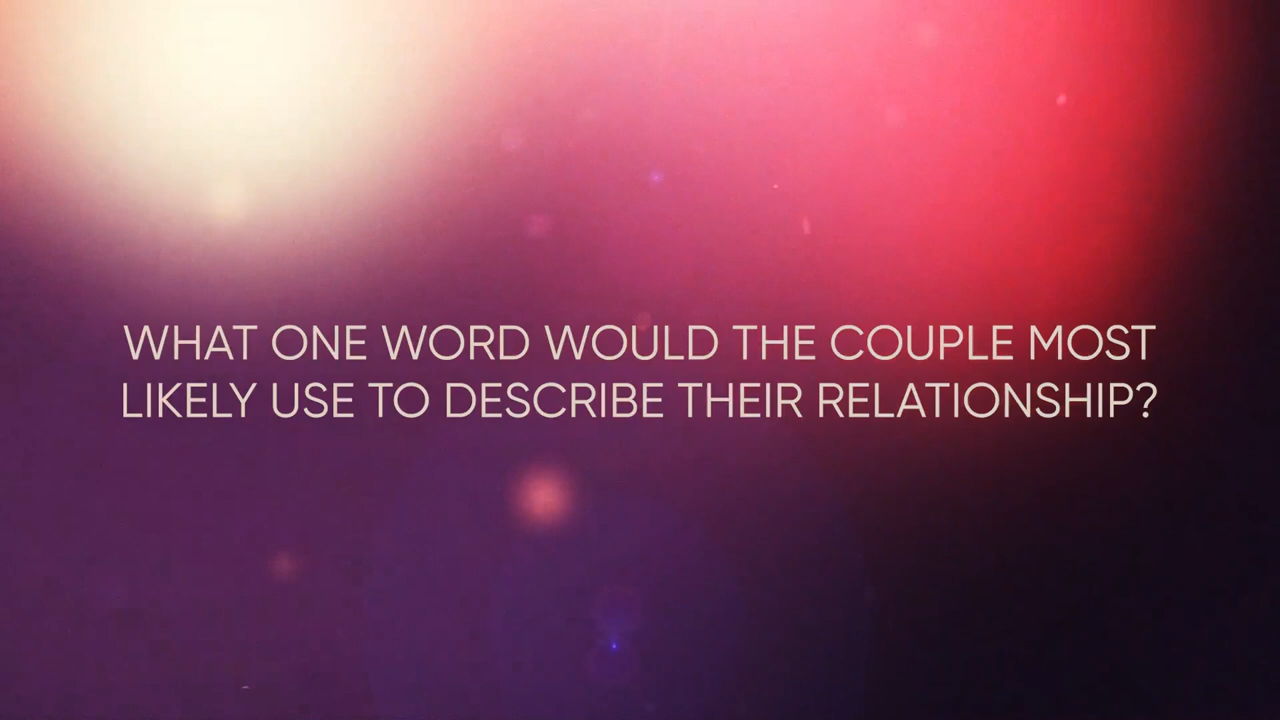 WHAT ONE WORD WOULD THE COUPLE MOST
LIKELY USE TO DESCRIBE THEIR RELATIONSHIP?